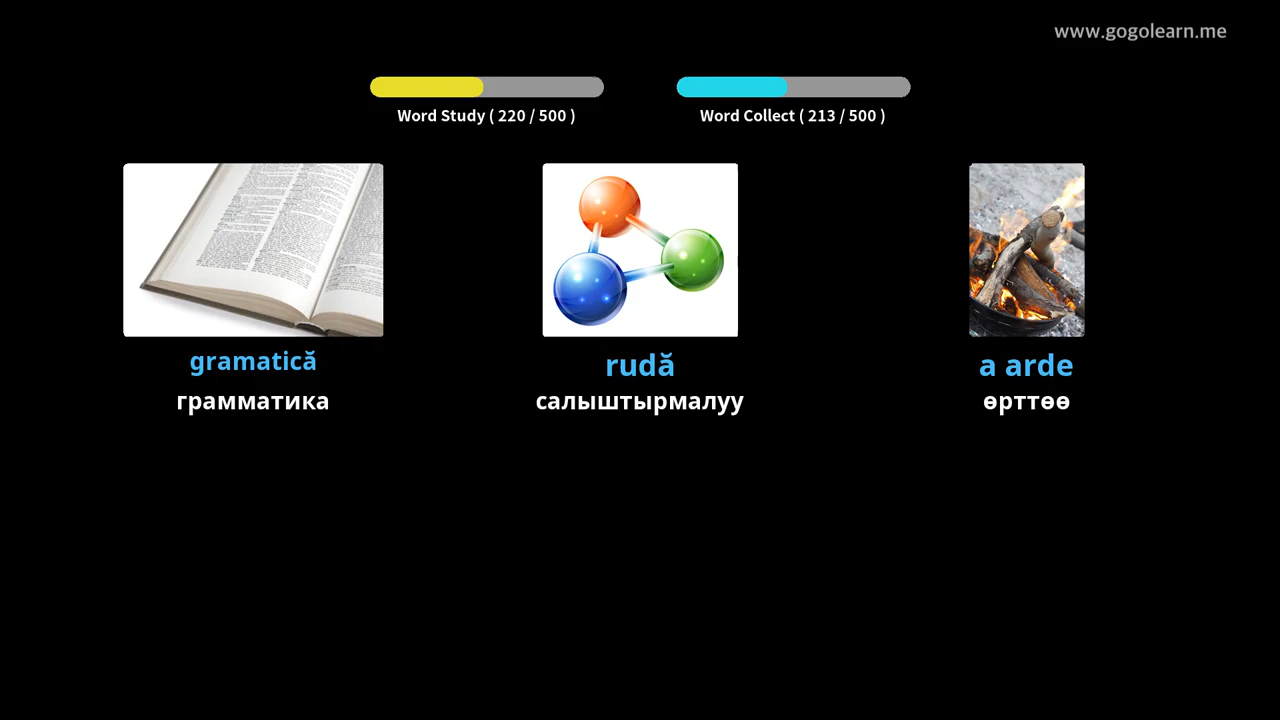 www.gogolearn.me
Word Study ( 220 / 500 )
Word Collect ( 213 / 500 )
gramatică
грамматика
rudă
салыштырмалуу
a arde
өрттөө